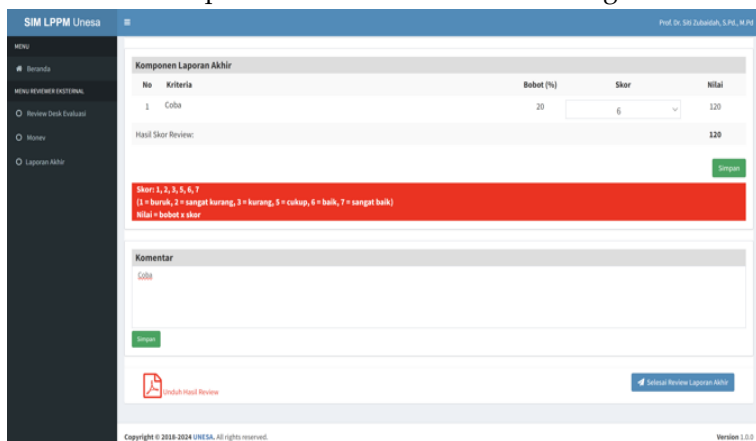 SIM LPPM Unesa
Prof. Dr. Siti Zubaidah, S.Pd., M.Pd
MENU
Beranda
MENU REVIEWER EKSTERNAL
Review Desk Evaluasi
Monev
Laporan Akhir
Komponen Laporan Akhir
No Kriteria Bobot (%) Skor Nilai
1 Coba 20 6 120
Hasil Skor Review: 120
Simpan
Skor: 1, 2, 3, 5, 6, 7
(1 = buruk, 2 = sangat kurang, 3 = kurang, 5 = cukup, 6 = baik, 7 = sangat baik)
Nilai = bobot x skor
Komentar
Coba
Simpan
Unduh Hasil Review
Selesai Review Laporan Akhir
Copyright © 2018-2024 UNESA. All rights reserved.
Version 1.0.0